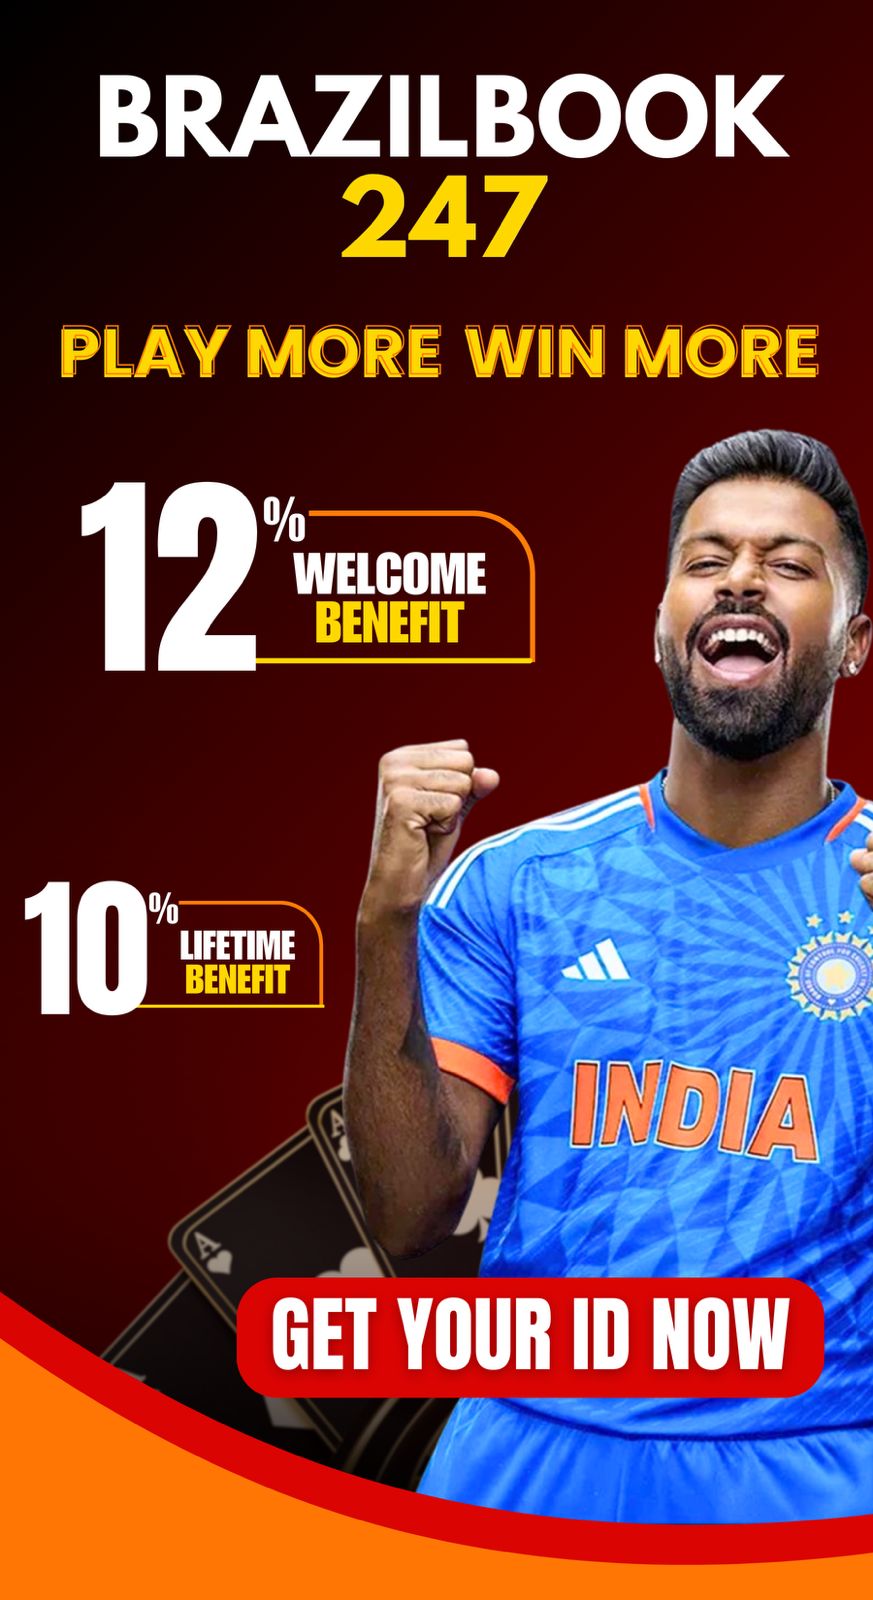 BRAZILBOOK
247
PLAY MORE WIN MORE
12%
WELCOME
BENEFIT
10%
LIFETIME
BENEFIT
INDIA
A
A
GET YOUR ID NOW